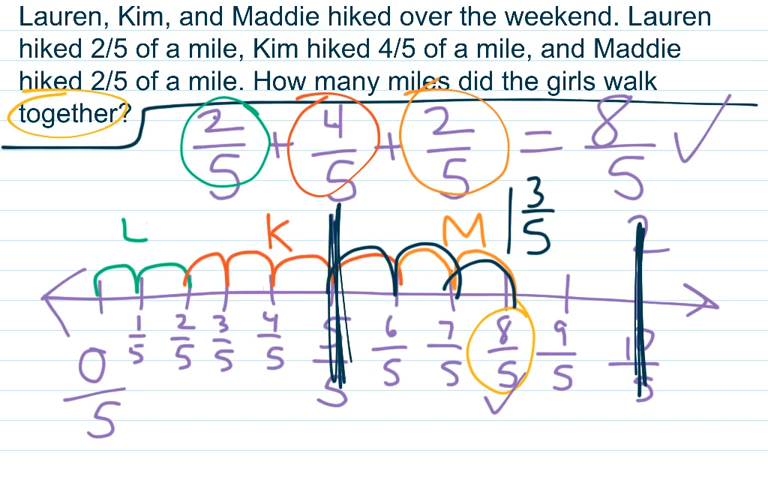 Lauren, Kim, and Maddie hiked over the weekend. Lauren
hiked 2/5 of a mile, Kim hiked 4/5 of a mile, and Maddie
hiked 2/5 of a mile. How many miles did the girls walk
together?
2/5 + 4/5 + 2/5 = 8/5 ✓
L K M 1 3/5 2
0/5 1/5 2/5 3/5 4/5 5/5 6/5 7/5 8/5 9/5 10/5
✓